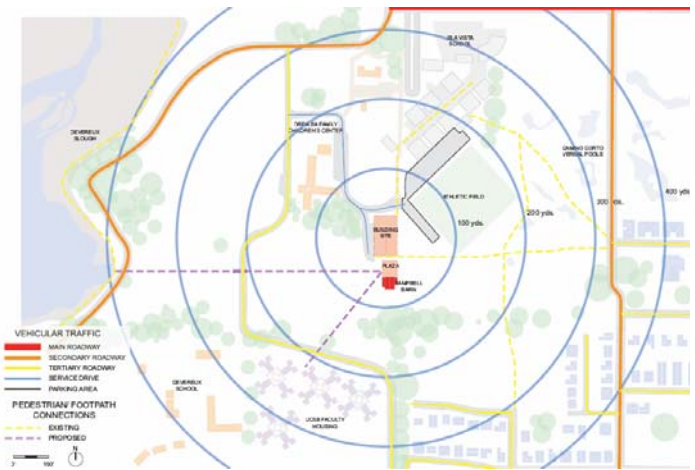 ISLA VISTA
SCHOOL
DEVEREUX
SLOUGH
ORFALEA FAMILY
CHILDREN'S CENTER
CAMINO CORTO
VERNAL POOLS
ATHLETIC FIELD
100 yds.
200 yds.
300 yds.
400 yds.
BUILDING
SITE
PLAZA
CAMPBELL
BARN
VEHICULAR TRAFFIC
MAIN ROADWAY
SECONDARY ROADWAY
TERTIARY ROADWAY
SERVICE DRIVE
PARKING AREA
PEDESTRIAN/ FOOTPATH
CONNECTIONS
EXISTING
PROPOSED
N
DEVEREUX
SCHOOL
UCSB FACULTY
HOUSING